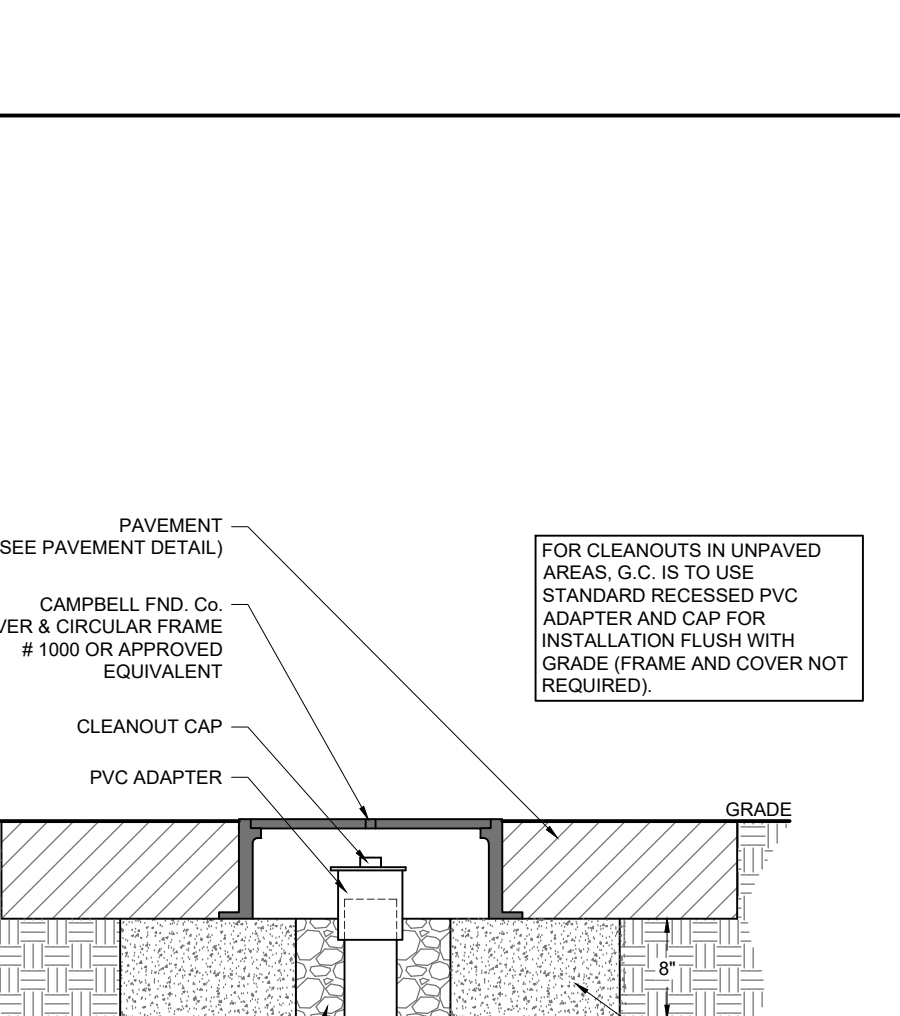 PAVEMENT
SEE PAVEMENT DETAIL)
CAMPBELL FND. Co.
& CIRCULAR FRAME
# 1000 OR APPROVED
EQUIVALENT
CLEANOUT CAP
PVC ADAPTER
FOR CLEANOUTS IN UNPAVED
AREAS, G.C. IS TO USE
STANDARD RECESSED PVC
ADAPTER AND CAP FOR
INSTALLATION FLUSH WITH
GRADE (FRAME AND COVER NOT
REQUIRED).
GRADE
8"